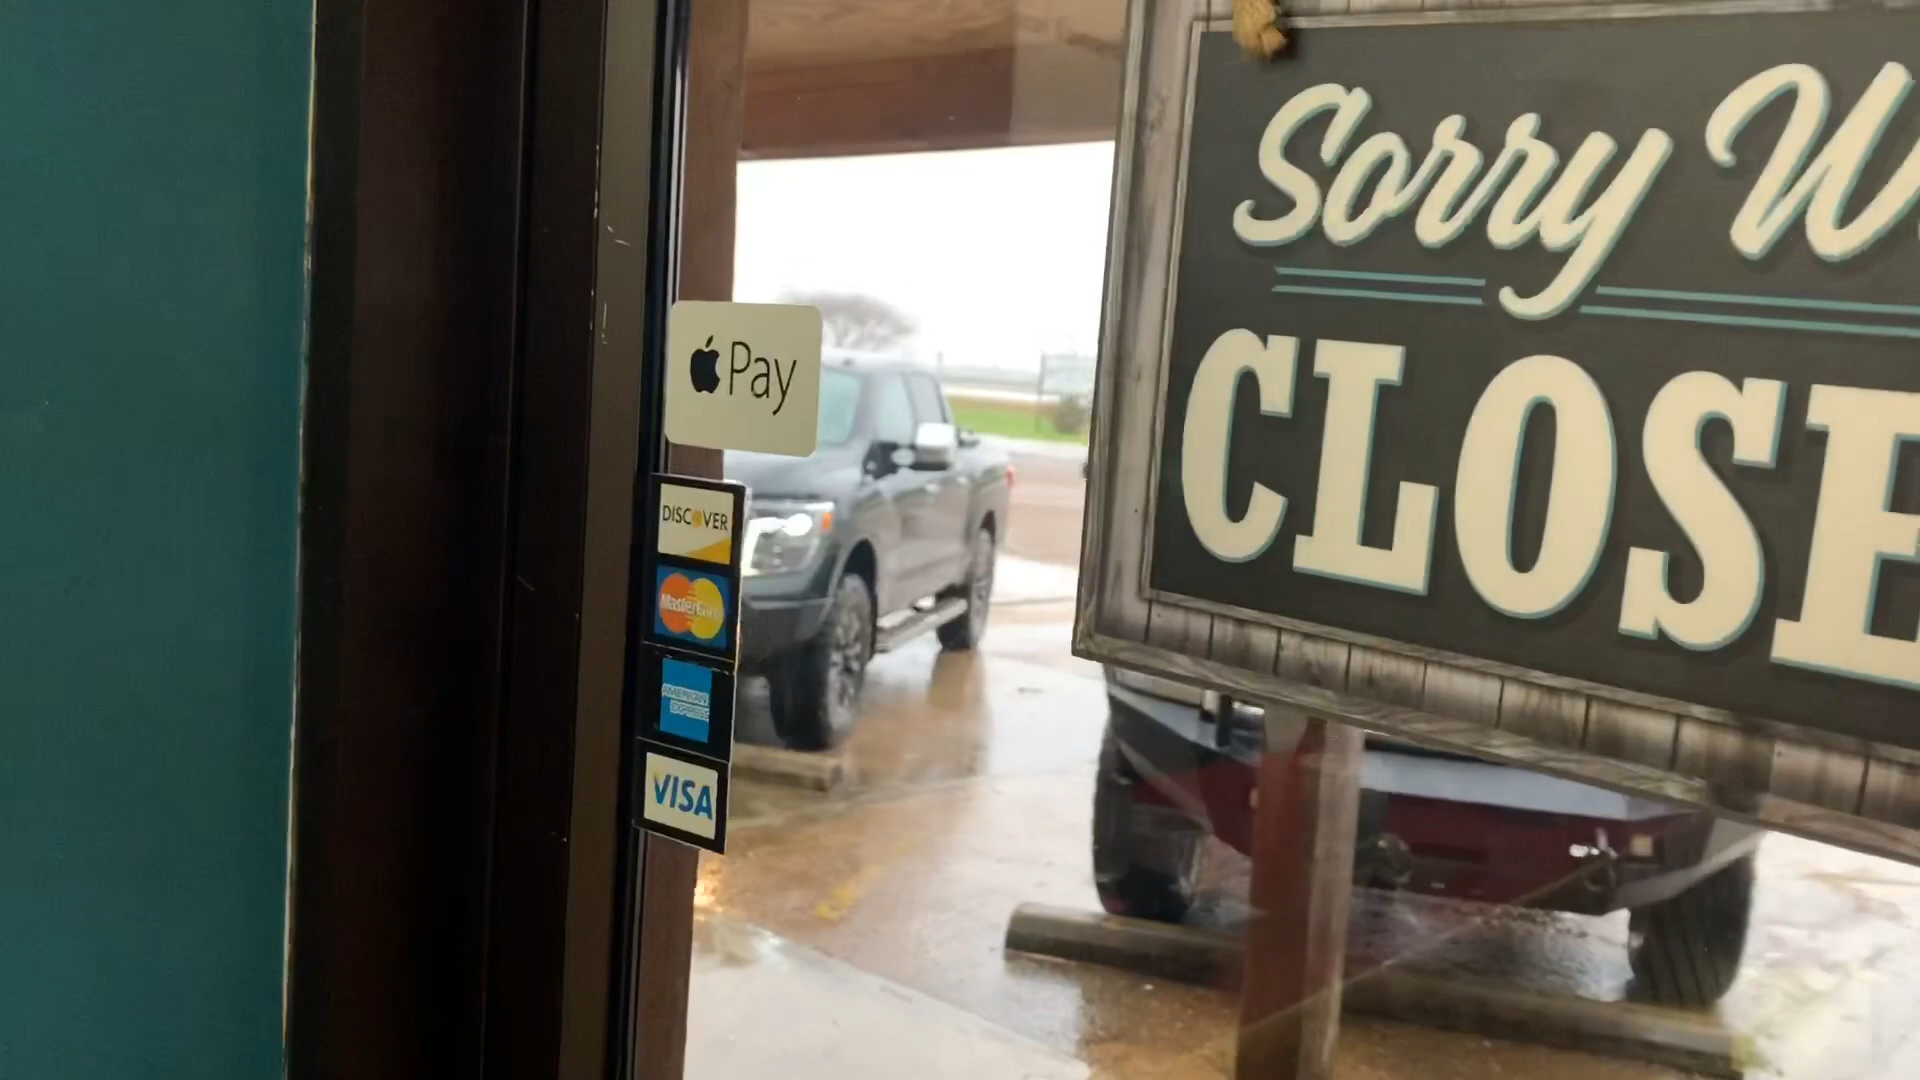 Sorry W
CLOSE
Pay
DISCOVER
MasterCard
AMERICAN
EXPRESS
VISA